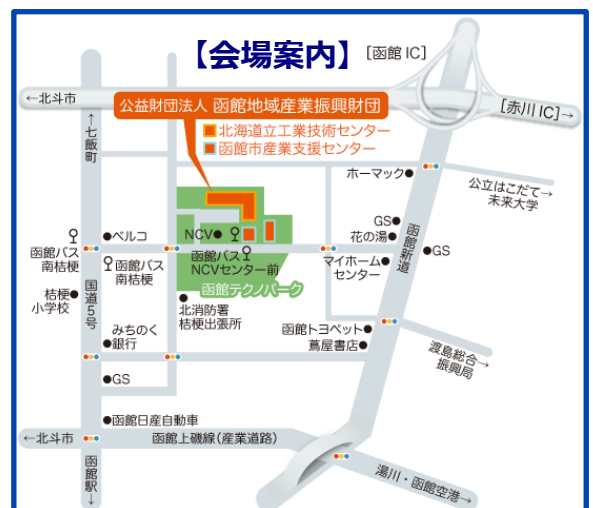 【会場案内】
[函館 IC]
←北斗市
公益財団法人 函館地域産業振興財団
[赤川 IC]→
北海道立工業技術センター
函館市産業支援センター
←七飯町
ホーマック
公立はこだて→
未来大学
GS
花の湯
GS
函館新道
ベルコ
NCV
函館バス
南桔梗
函館バス
南桔梗
函館バス
NCVセンター前
マイホーム
センター
函館テクノパーク
桔梗
小学校
国道5号
北消防署
桔梗出張所
みちのく
銀行
函館トヨペット
蔦屋書店
渡島総合→
振興局
GS
函館日産自動車
←北斗市
函館上磯線(産業道路)
函館駅→
湯川・函館空港→